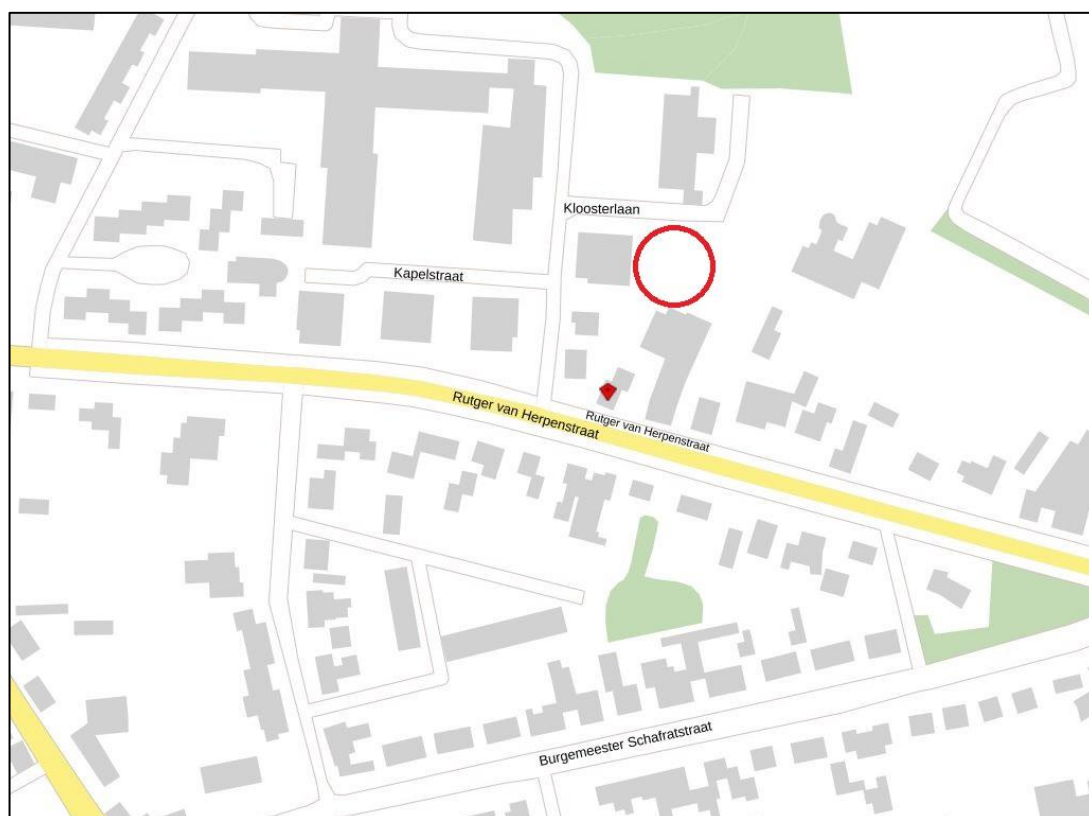 Kloosterlaan
Kapelstraat
Rutger van Herpenstraat
Rutger van Herpenstraat
Burgemeester Schafratstraat